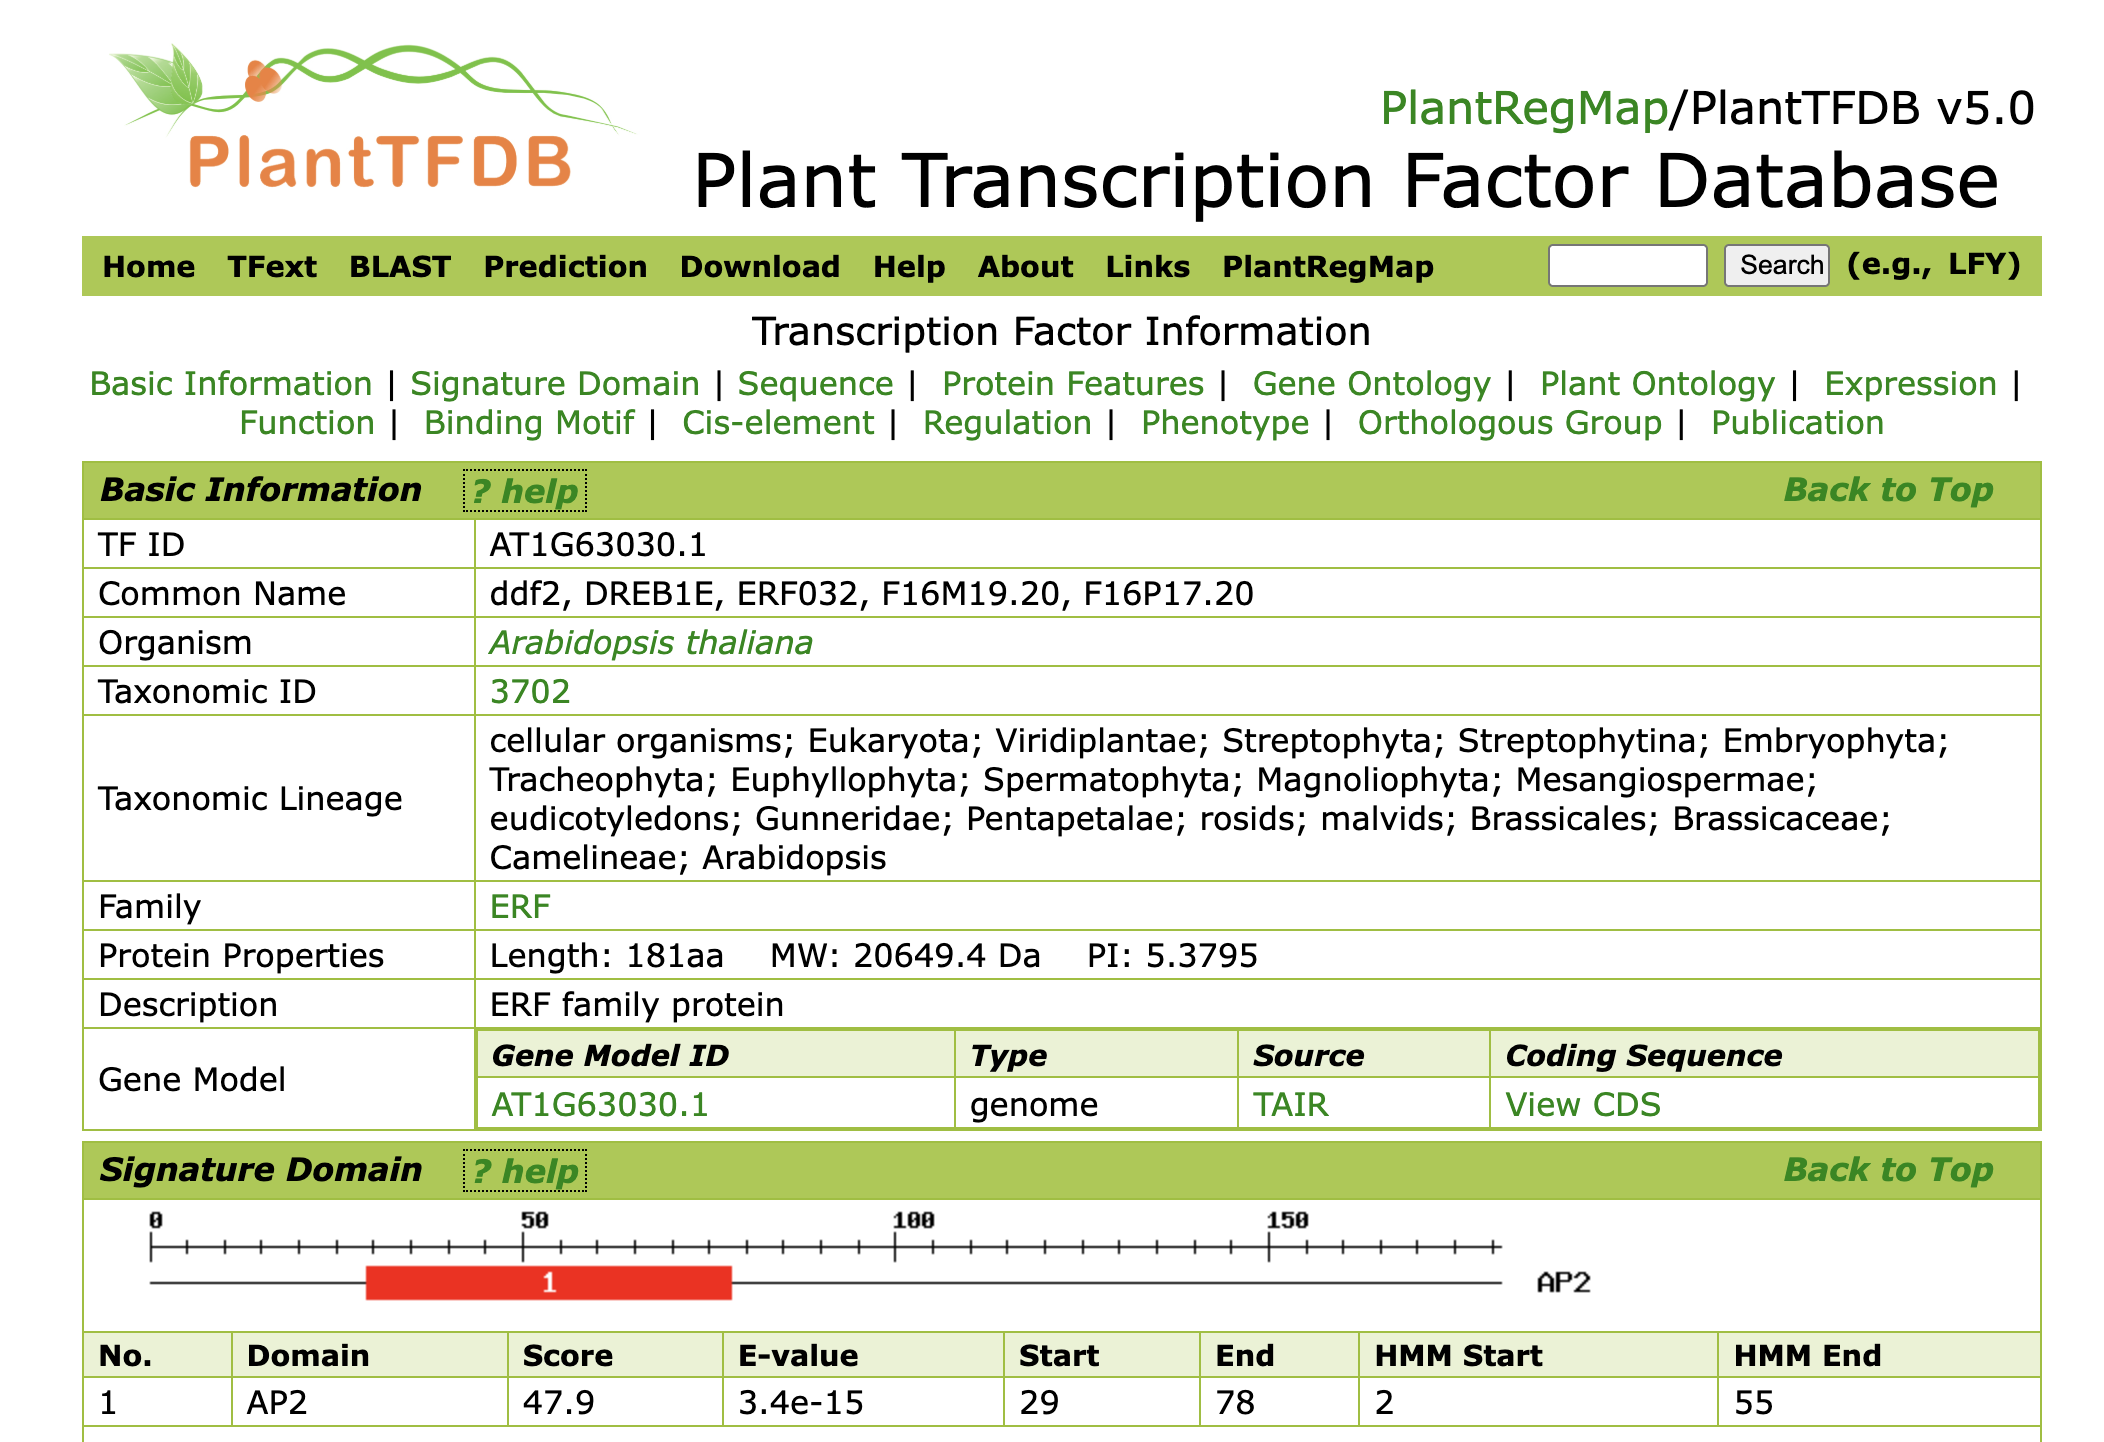 PlantTFDB
PlantRegMap/PlantTFDB v5.0
Plant Transcription Factor Database
Home TFext BLAST Prediction Download Help About Links PlantRegMap Search (e.g., LFY)
Transcription Factor Information
Basic Information | Signature Domain | Sequence | Protein Features | Gene Ontology | Plant Ontology | Expression |
Function | Binding Motif | Cis-element | Regulation | Phenotype | Orthologous Group | Publication
Basic Information ? help Back to Top
TF ID AT1G63030.1
Common Name ddf2, DREB1E, ERF032, F16M19.20, F16P17.20
Organism Arabidopsis thaliana
Taxonomic ID 3702
Taxonomic Lineage
cellular organisms; Eukaryota; Viridiplantae; Streptophyta; Streptophytina; Embryophyta;
Tracheophyta; Euphyllophyta; Spermatophyta; Magnoliophyta; Mesangiospermae;
eudicotyledons; Gunneridae; Pentapetalae; rosids; malvids; Brassicales; Brassicaceae;
Camelineae; Arabidopsis
Family ERF
Protein Properties Length: 181aa MW: 20649.4 Da PI: 5.3795
Description ERF family protein
Gene Model
Gene Model ID Type Source Coding Sequence
AT1G63030.1 genome TAIR View CDS
Signature Domain ? help Back to Top
0 50 100 150
1 AP2
No. Domain Score E-value Start End HMM Start HMM End
1 AP2 47.9 3.4e-15 29 78 2 55